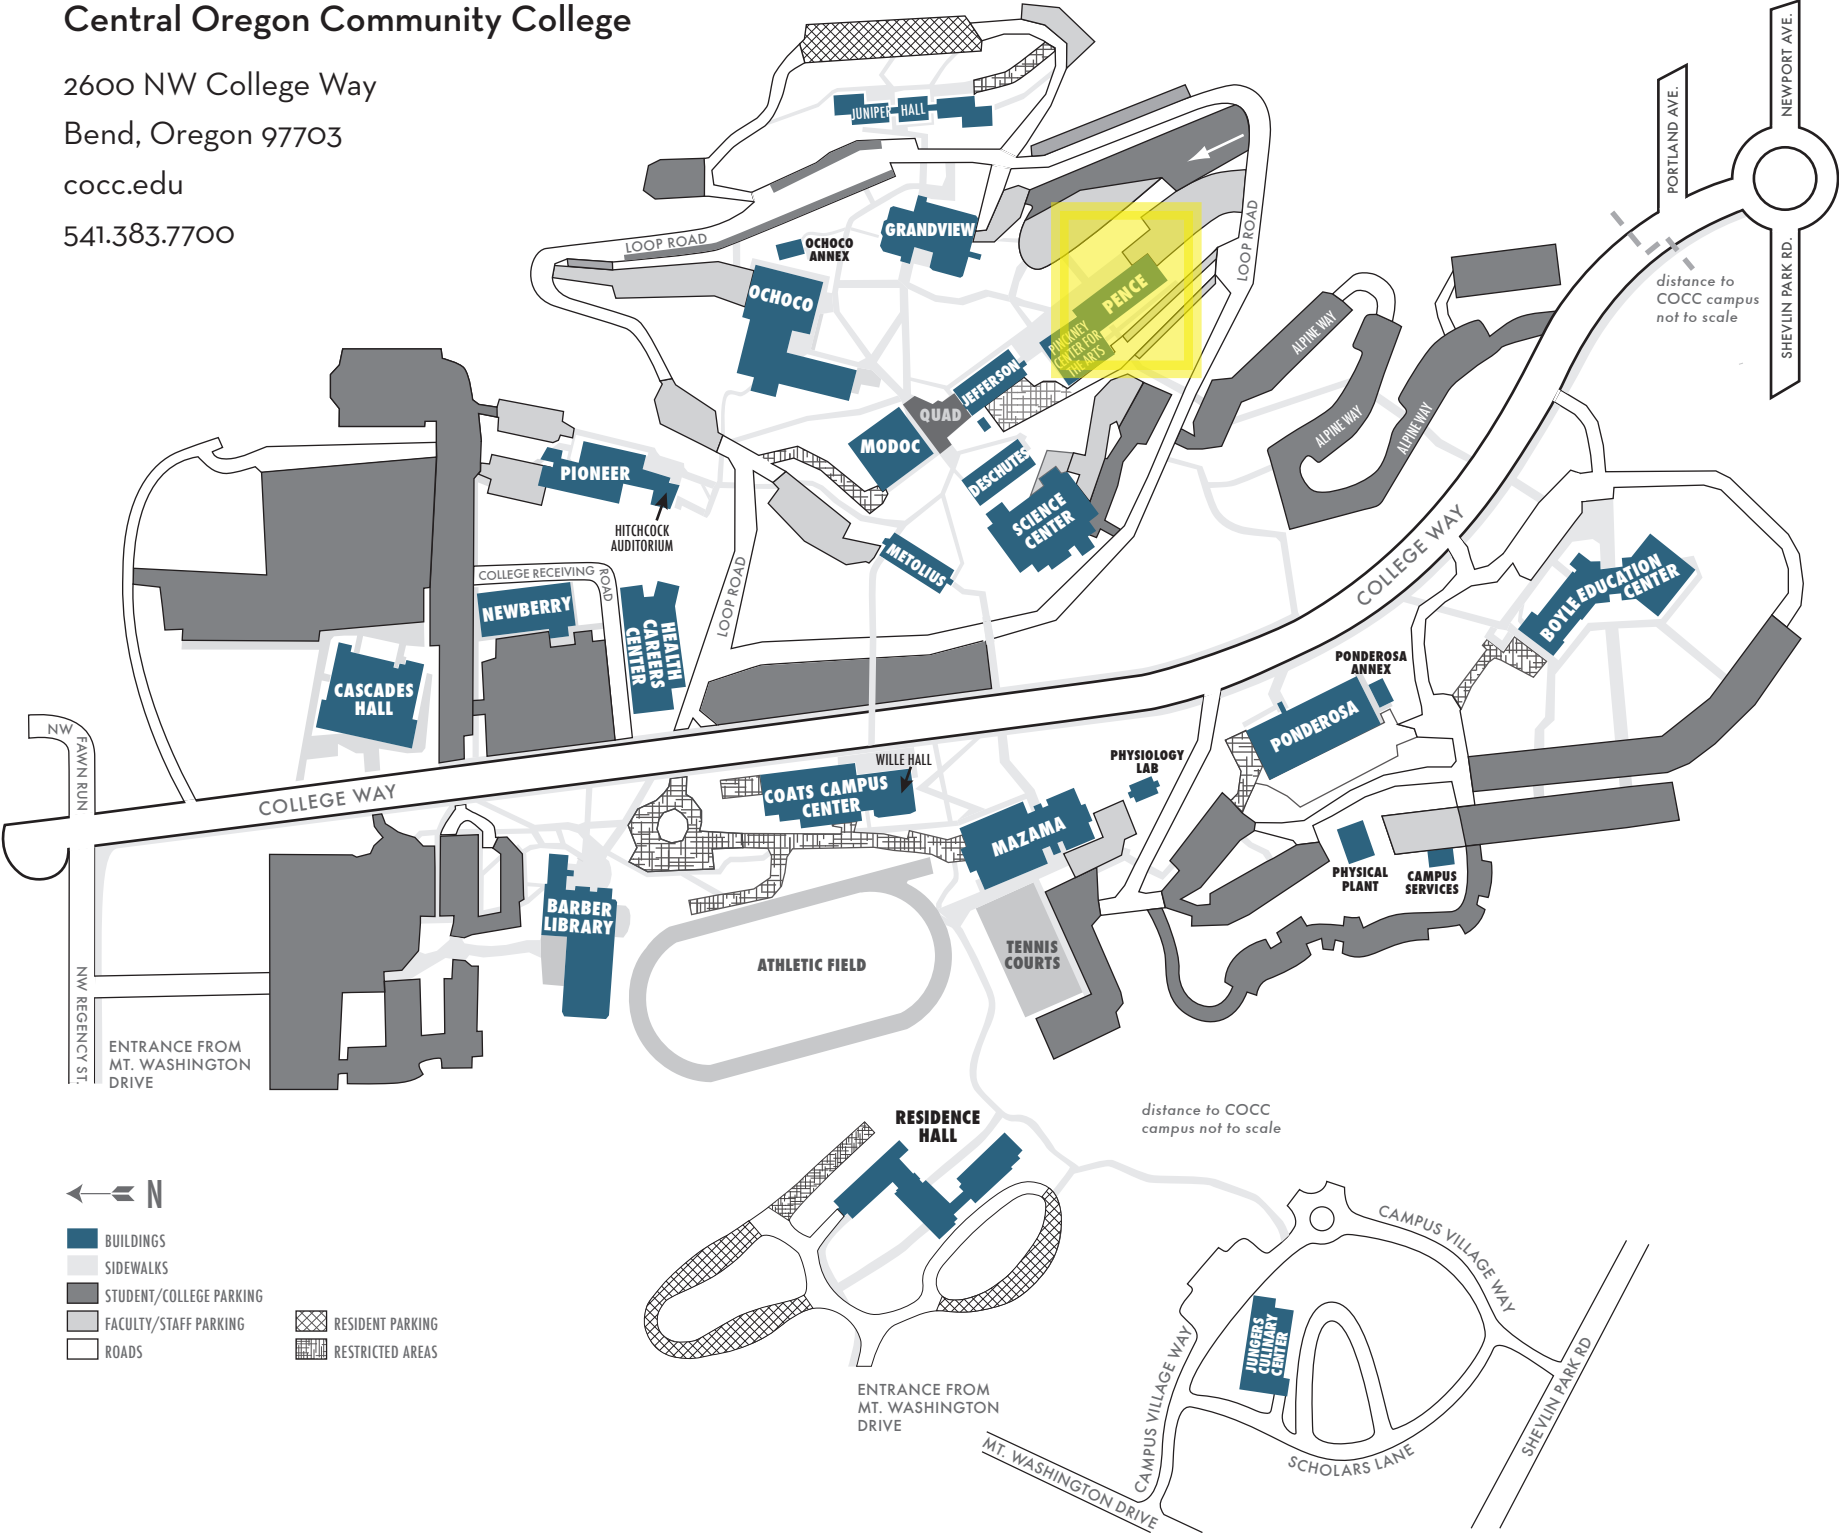 Central Oregon Community College
2600 NW College Way
Bend, Oregon 97703
cocc.edu
541.383.7700
NEWPORT AVE.
PORTLAND AVE.
SHEVLIN PARK RD.
distance to
COCC campus
not to scale
JUNIPER HALL
GRANDVIEW
LOOP ROAD
OCHOCO
ANNEX
LOOP ROAD
OCHOCO
PENCE
PINCKNEY
CENTER FOR
THE ARTS
ALPINE WAY
ALPINE WAY
ALPINE WAY
JEFFERSON
QUAD
MODOC
DESCHUTES
PIONEER
HITCHCOCK
AUDITORIUM
SCIENCE
CENTER
METOLIUS
COLLEGE WAY
BOYLE EDUCATION
CENTER
COLLEGE RECEIVING ROAD
NEWBERRY
LOOP ROAD
HEALTH
CAREERS
CENTER
CASCADES
HALL
PONDEROSA
ANNEX
PONDEROSA
NW FAWN RUN
COLLEGE WAY
WILLE HALL
COATS CAMPUS
CENTER
PHYSIOLOGY
LAB
MAZAMA
PHYSICAL
PLANT
CAMPUS
SERVICES
BARBER
LIBRARY
ATHLETIC FIELD
TENNIS
COURTS
NW REGENCY ST.
ENTRANCE FROM
MT. WASHINGTON
DRIVE
RESIDENCE
HALL
distance to COCC
campus not to scale
N
BUILDINGS
SIDEWALKS
STUDENT/COLLEGE PARKING
FACULTY/STAFF PARKING
ROADS
RESIDENT PARKING
RESTRICTED AREAS
ENTRANCE FROM
MT. WASHINGTON
DRIVE
CAMPUS VILLAGE WAY
JUNGERS
CULINARY
CENTER
CAMPUS VILLAGE WAY
SHEVLIN PARK RD
SCHOLARS LANE
MT. WASHINGTON DRIVE